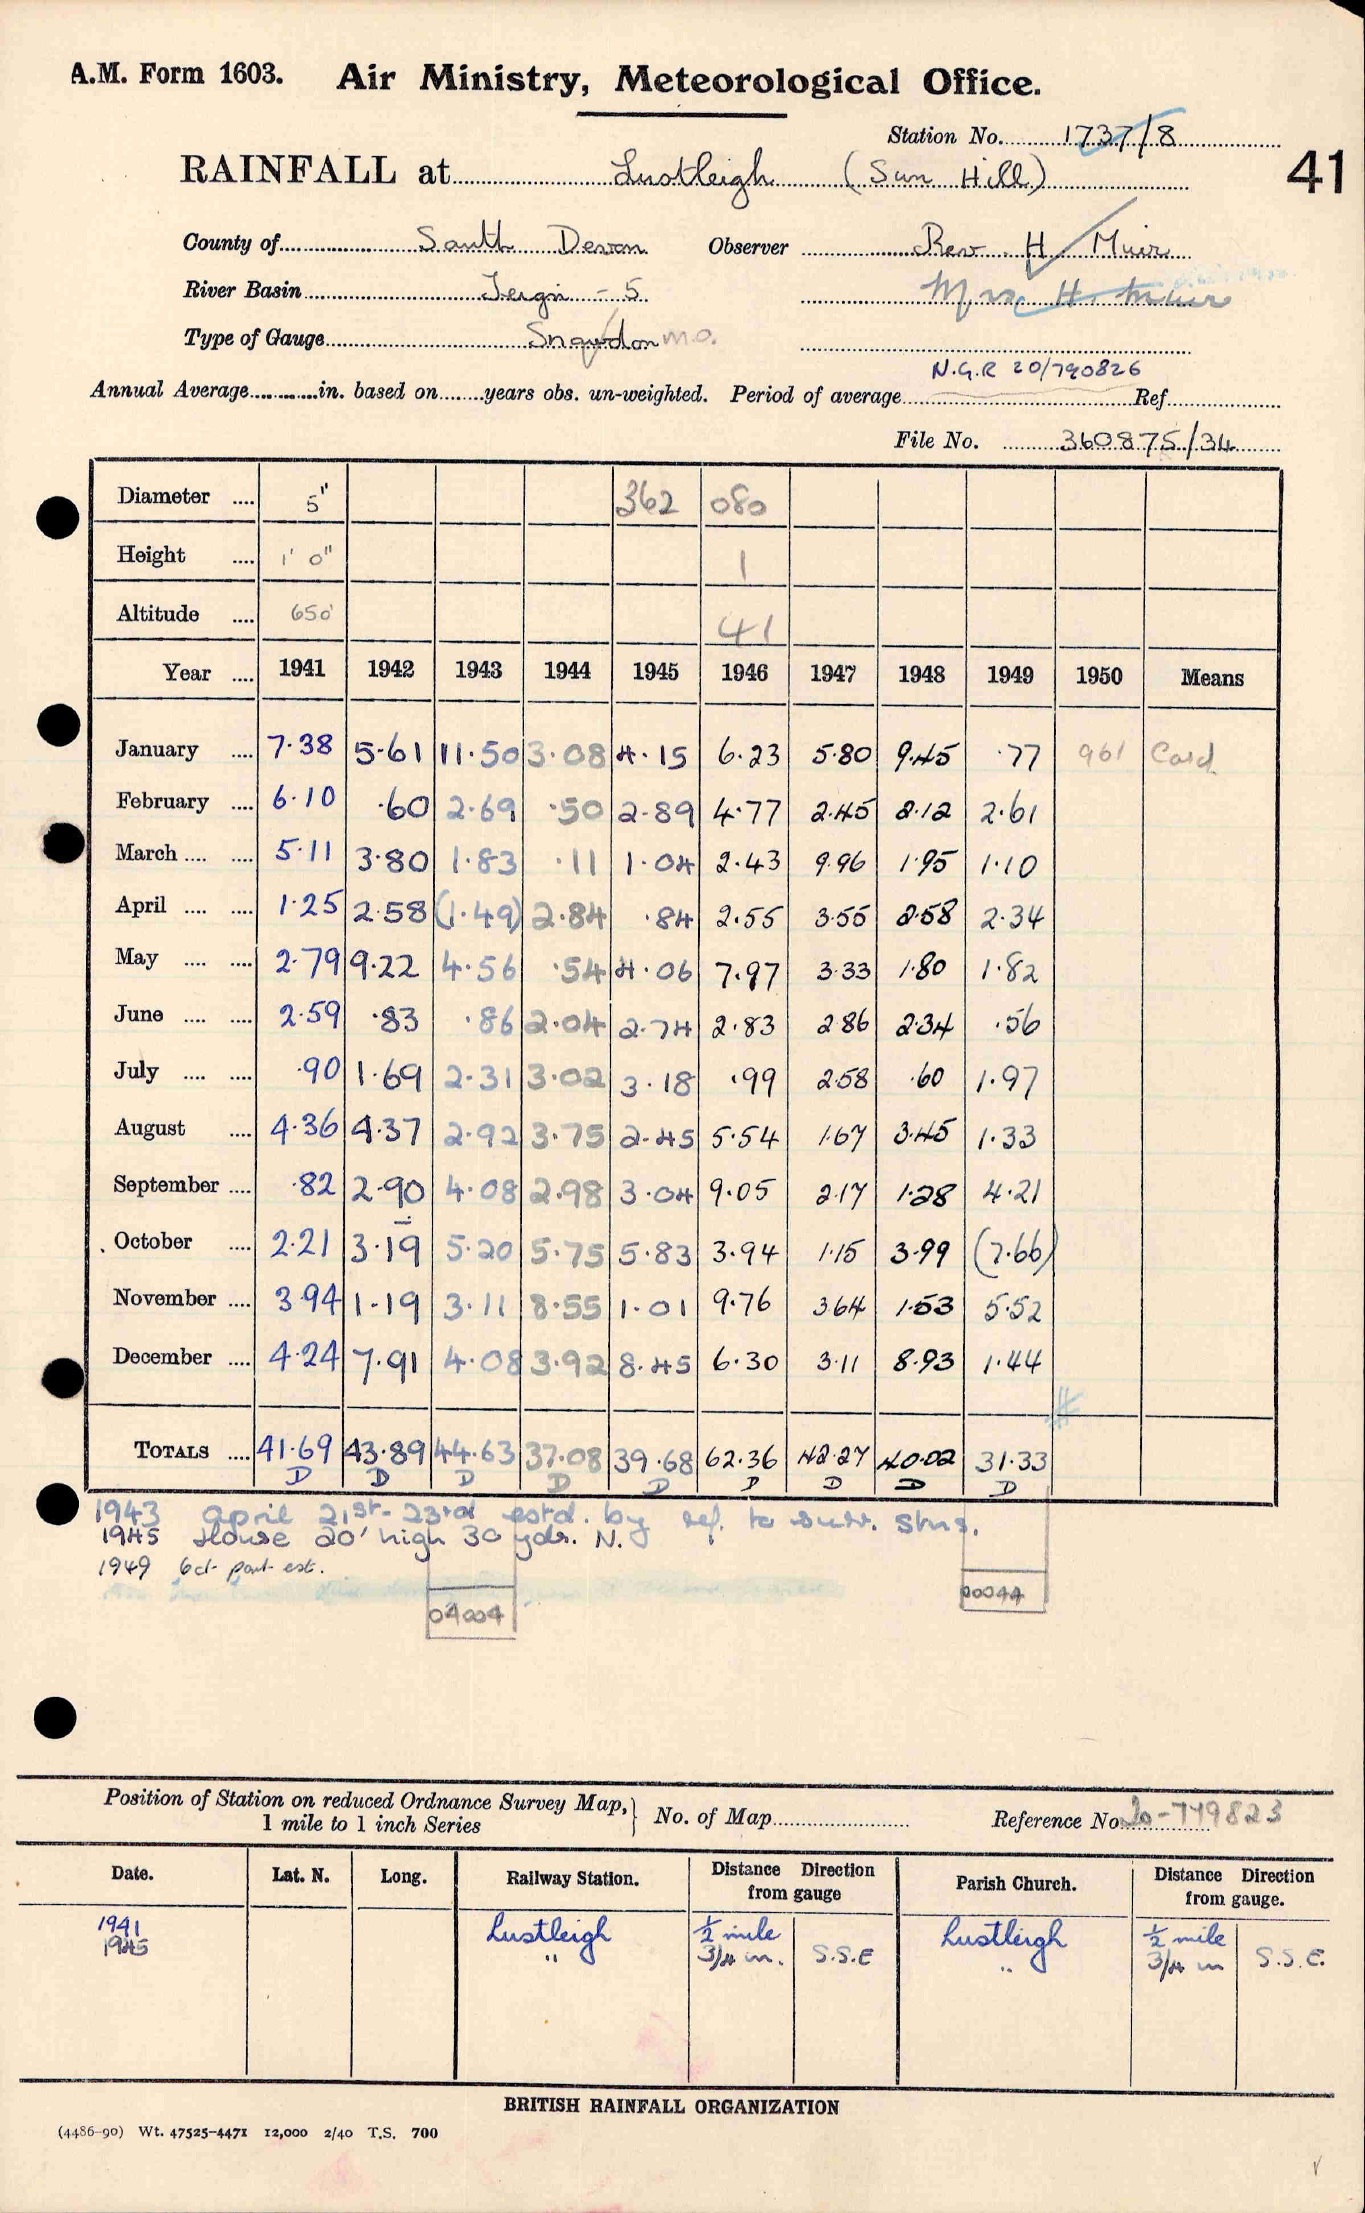 A.M. Form 1603. Air Ministry, Meteorological Office.
Station No. 1737/8
41
RAINFALL at Lustleigh (Sun Hill)
County of South Devon Observer Rev. H Muir
River Basin Teign - 5 Mrs H. Muir
Type of Gauge Snowdon M.O.
N.G.R 20/790826
Annual Average in. based on years obs. un-weighted. Period of average Ref.
File No. 360875/34
Diameter .... 5" 362 080
Height .... 1' 0" 1
Altitude .... 650' 41
Year .... 1941 1942 1943 1944 1945 1946 1947 1948 1949 1950 Means
January .... 7.38 5.61 11.50 3.08 4.15 6.23 5.80 9.45 .77 961 Card
February .... 6.10 .60 2.69 .50 2.89 4.77 2.45 2.12 2.61
March .... .... 5.11 3.80 1.83 .11 1.04 2.43 9.96 1.95 1.10
April .... .... 1.25 2.58 (1.49) 2.84 .84 2.55 3.55 2.58 2.34
May .... .... 2.79 9.22 4.56 .54 4.06 7.97 3.33 1.80 1.82
June .... .... 2.59 .83 .86 2.04 2.74 2.83 2.86 2.34 .56
July .... .... .90 1.69 2.31 3.02 3.18 .99 2.58 .60 1.97
August .... 4.36 4.37 2.92 3.75 2.45 5.54 1.67 3.45 1.33
September .... .82 2.90 4.08 2.98 3.04 9.05 2.17 1.28 4.21
October .... 2.21 3.19 5.20 5.75 5.83 3.94 1.15 3.99 (7.66)
November .... 3.94 1.19 3.11 8.55 1.01 9.76 3.64 1.53 5.52
December .... 4.24 7.91 4.08 3.92 8.45 6.30 3.11 8.93 1.44
TOTALS .... 41.69 43.89 44.63 37.08 39.68 62.36 42.27 40.02 31.33
D D D D D D D D D
1943 April 21st-23rd estd. by ref. to surr. stns.
1945 House 20' high 30 yds. N.
1949 Oct part est.
04004 00044
Position of Station on reduced Ordnance Survey Map, 1 mile to 1 inch Series } No. of Map Reference No. 20-779823
Date. Lat. N. Long. Railway Station. Distance Direction from gauge Parish Church. Distance Direction from gauge.
1941 Lustleigh ½ mile Lustleigh ½ mile
1945 " 3/4 m. S.S.E " 3/4 m S.S.E.
BRITISH RAINFALL ORGANIZATION
(4486-90) Wt. 47525-4471 12,000 2/40 T.S. 700